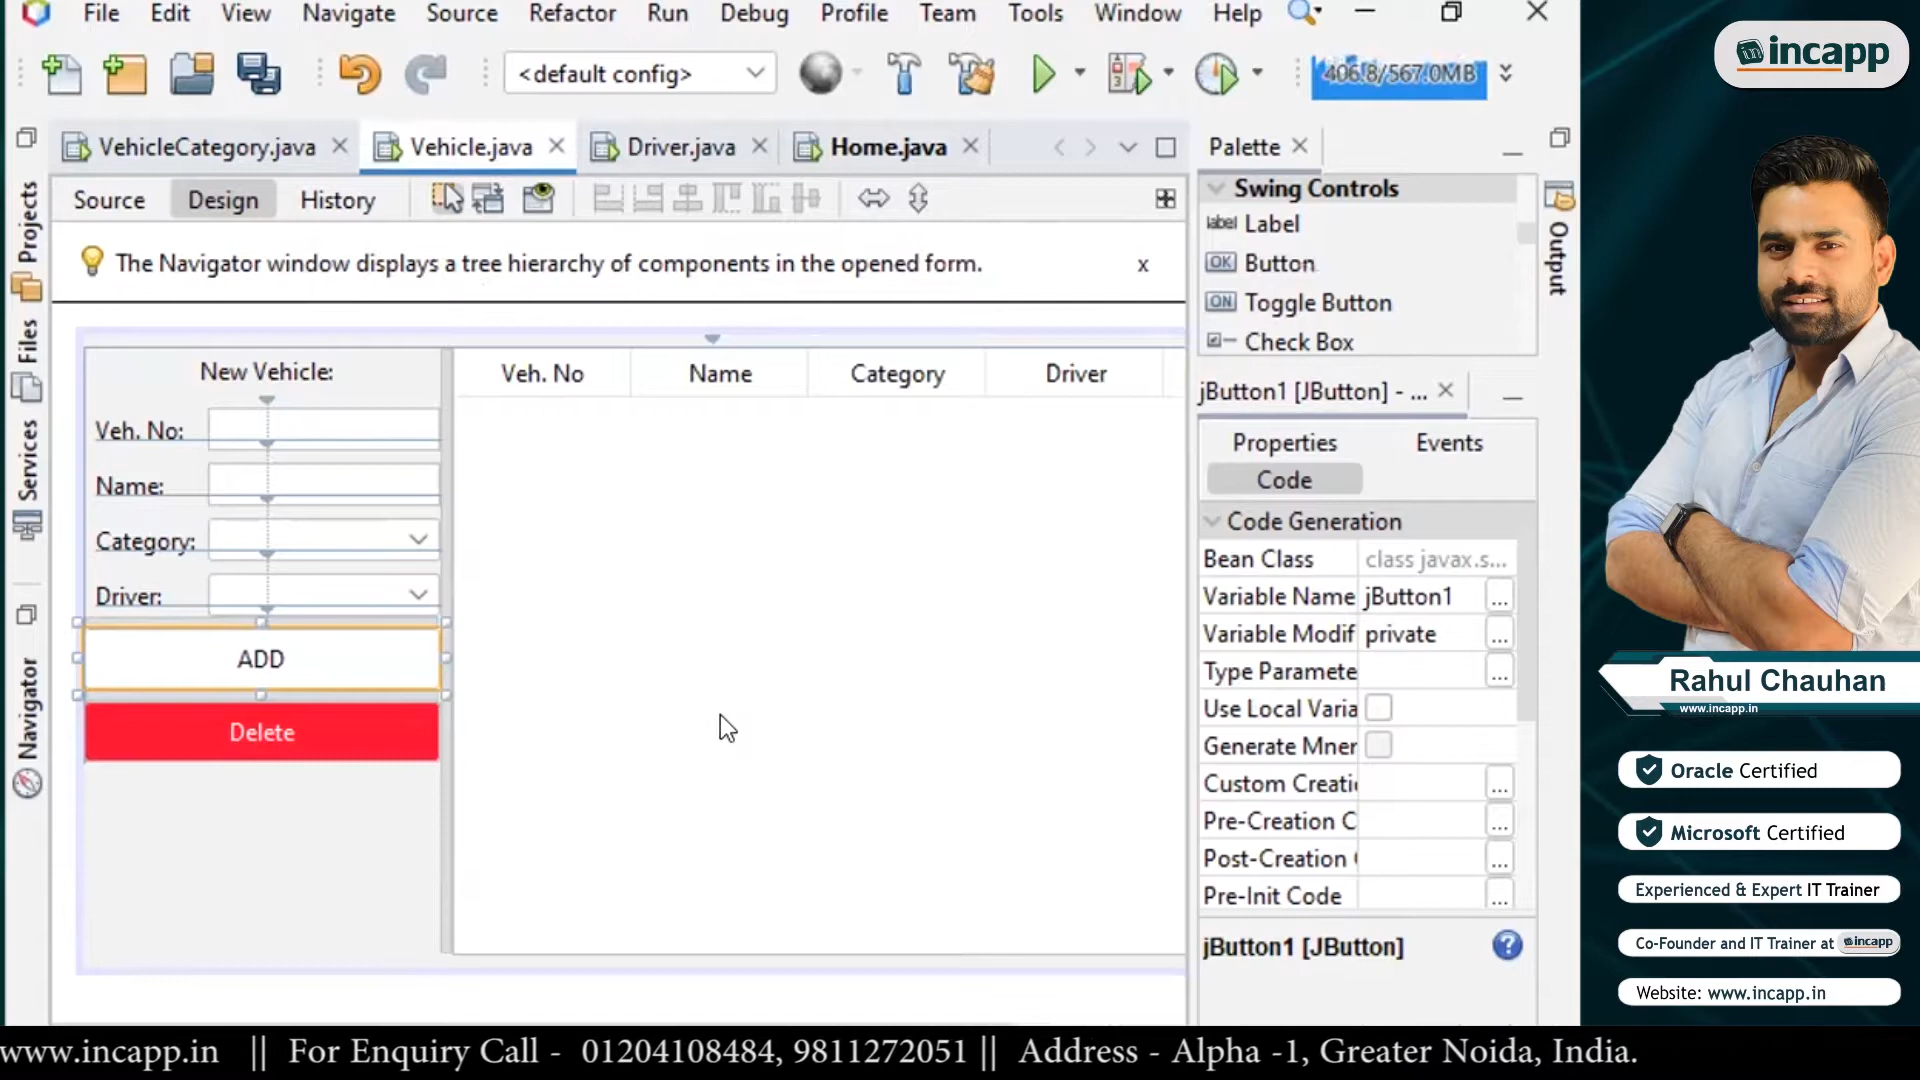 File Edit View Navigate Source Refactor Run Debug Profile Team Tools Window Help
<default config>
406.8/567.0MB
VehicleCategory.java
Vehicle.java
Driver.java
Home.java
Source Design History
The Navigator window displays a tree hierarchy of components in the opened form.
x
Projects
Files
Services
Navigator
New Vehicle:
Veh. No:
Name:
Category:
Driver:
ADD
Delete
Veh. No Name Category Driver
Palette
Swing Controls
label Label
OK Button
ON Toggle Button
Check Box
Output
jButton1 [JButton] - ...
Properties Events
Code
Code Generation
Bean Class class javax.s...
Variable Name jButton1 ...
Variable Modif private ...
Type Paramete ...
Use Local Varia
Generate Mner
Custom Creati ...
Pre-Creation C ...
Post-Creation ...
Pre-Init Code ...
jButton1 [JButton]
incapp
Rahul Chauhan
www.incapp.in
Oracle Certified
Microsoft Certified
Experienced & Expert IT Trainer
Co-Founder and IT Trainer at incapp
Website: www.incapp.in
www.incapp.in || For Enquiry Call - 01204108484, 9811272051 || Address - Alpha -1, Greater Noida, India.